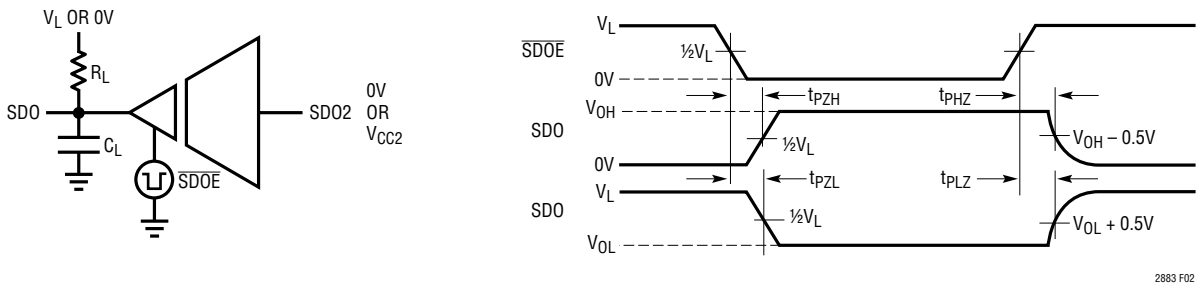 V_L OR 0V
R_L
SDO
C_L
SDOE
SDO2
0V
OR
V_CC2
SDOE
V_L
½V_L
0V
t_PZH
t_PHZ
SDO
V_OH
½V_L
V_OH – 0.5V
0V
t_PZL
t_PLZ
SDO
V_L
½V_L
V_OL + 0.5V
V_OL
2883 F02